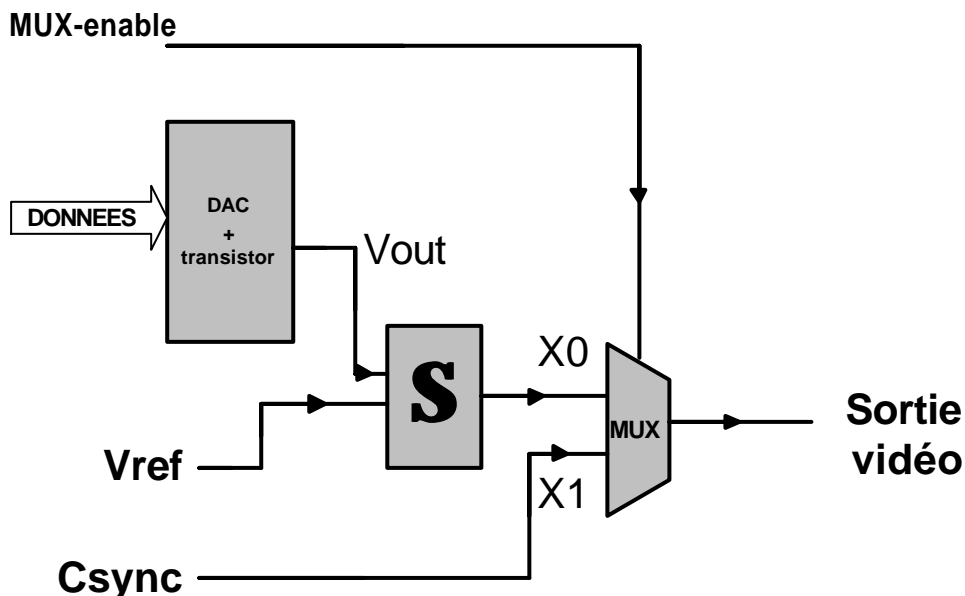 MUX-enable
DAC
+
transistor
DONNEES
Vout
S
X0
MUX
Sortie
vidéo
Vref
X1
Csync